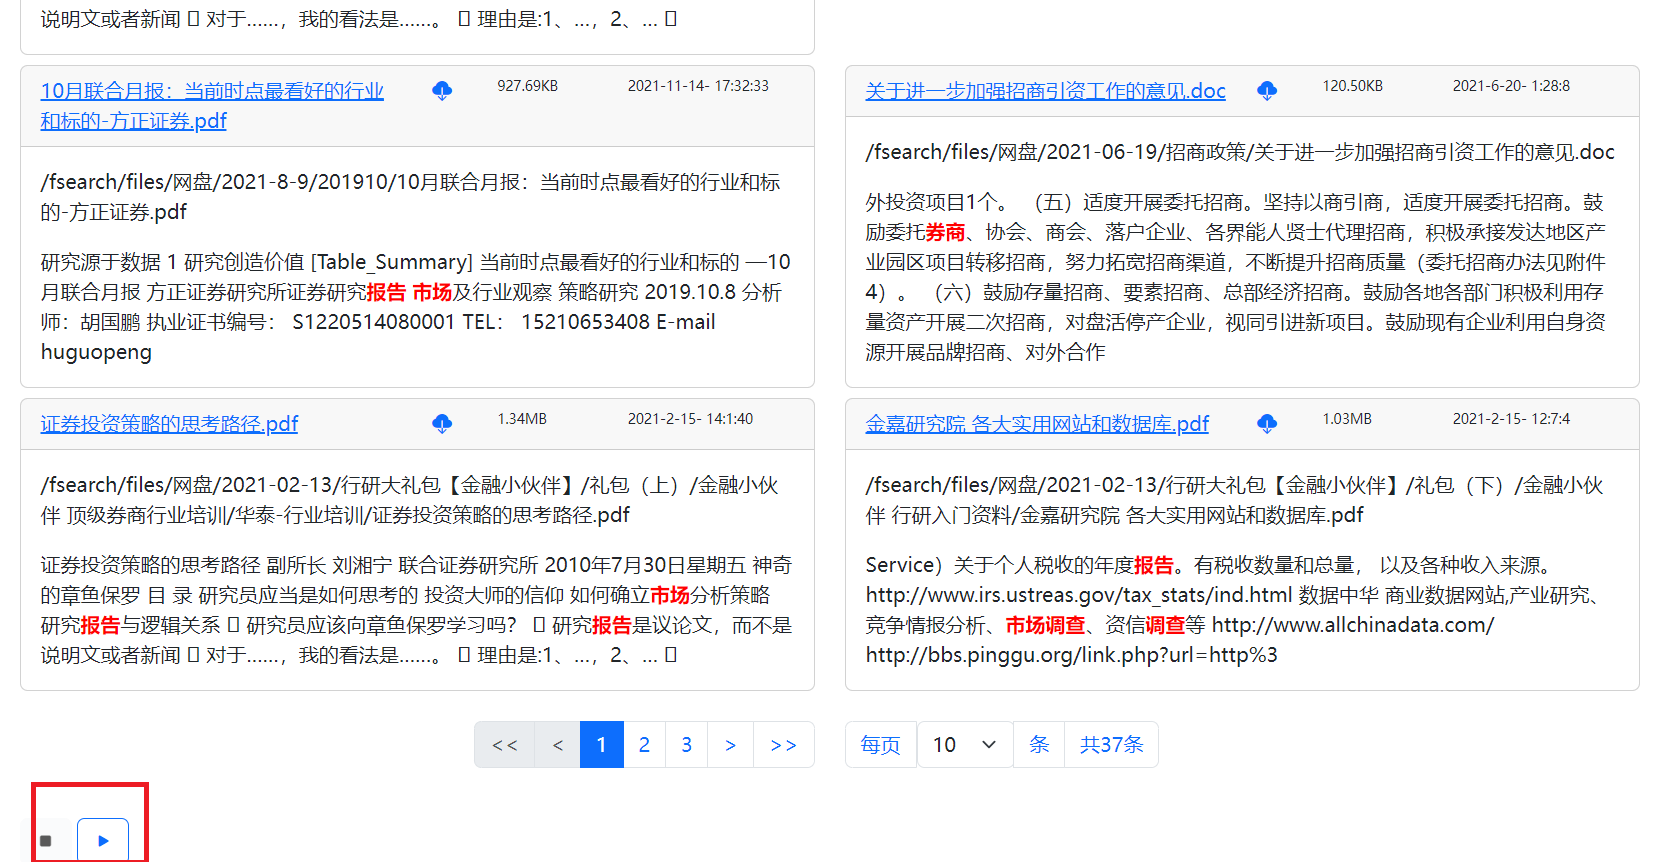 说明文或者新闻 对于……，我的看法是……。 理由是:1、…，2、…
10月联合月报：当前时点最看好的行业
和标的-方正证券.pdf
927.69KB
2021-11-14- 17:32:33
/fsearch/files/网盘/2021-8-9/201910/10月联合月报：当前时点最看好的行业和标
的-方正证券.pdf
研究源于数据 1 研究创造价值 [Table_Summary] 当前时点最看好的行业和标的 —10
月联合月报 方正证券研究所证券研究报告 市场及行业观察 策略研究 2019.10.8 分析
师：胡国鹏 执业证书编号： S1220514080001 TEL： 15210653408 E-mail
huguopeng
关于进一步加强招商引资工作的意见.doc
120.50KB
2021-6-20- 1:28:8
/fsearch/files/网盘/2021-06-19/招商政策/关于进一步加强招商引资工作的意见.doc
外投资项目1个。 （五）适度开展委托招商。坚持以商引商，适度开展委托招商。鼓
励委托券商、协会、商会、落户企业、各界能人贤士代理招商，积极承接发达地区产
业园区项目转移招商，努力拓宽招商渠道，不断提升招商质量（委托招商办法见附件
4）。 （六）鼓励存量招商、要素招商、总部经济招商。鼓励各地各部门积极利用存
量资产开展二次招商，对盘活停产企业，视同引进新项目。鼓励现有企业利用自身资
源开展品牌招商、对外合作
证券投资策略的思考路径.pdf
1.34MB
2021-2-15- 14:1:40
/fsearch/files/网盘/2021-02-13/行研大礼包【金融小伙伴】/礼包（上）/金融小伙
伴 顶级券商行业培训/华泰-行业培训/证券投资策略的思考路径.pdf
证券投资策略的思考路径 副所长 刘湘宁 联合证券研究所 2010年7月30日星期五 神奇
的章鱼保罗 目 录 研究员应当是如何思考的 投资大师的信仰 如何确立市场分析策略
研究报告与逻辑关系 研究员应该向章鱼保罗学习吗？ 研究报告是议论文，而不是
说明文或者新闻 对于……，我的看法是……。 理由是:1、…，2、…
金嘉研究院 各大实用网站和数据库.pdf
1.03MB
2021-2-15- 12:7:4
/fsearch/files/网盘/2021-02-13/行研大礼包【金融小伙伴】/礼包（下）/金融小伙
伴 行研入门资料/金嘉研究院 各大实用网站和数据库.pdf
Service）关于个人税收的年度报告。有税收数量和总量， 以及各种收入来源。
http://www.irs.ustreas.gov/tax_stats/ind.html 数据中华 商业数据网站,产业研究、
竞争情报分析、市场调查、资信调查等 http://www.allchinadata.com/
http://bbs.pinggu.org/link.php?url=http%3
<< < 1 2 3 > >>
每页 10 条 共37条